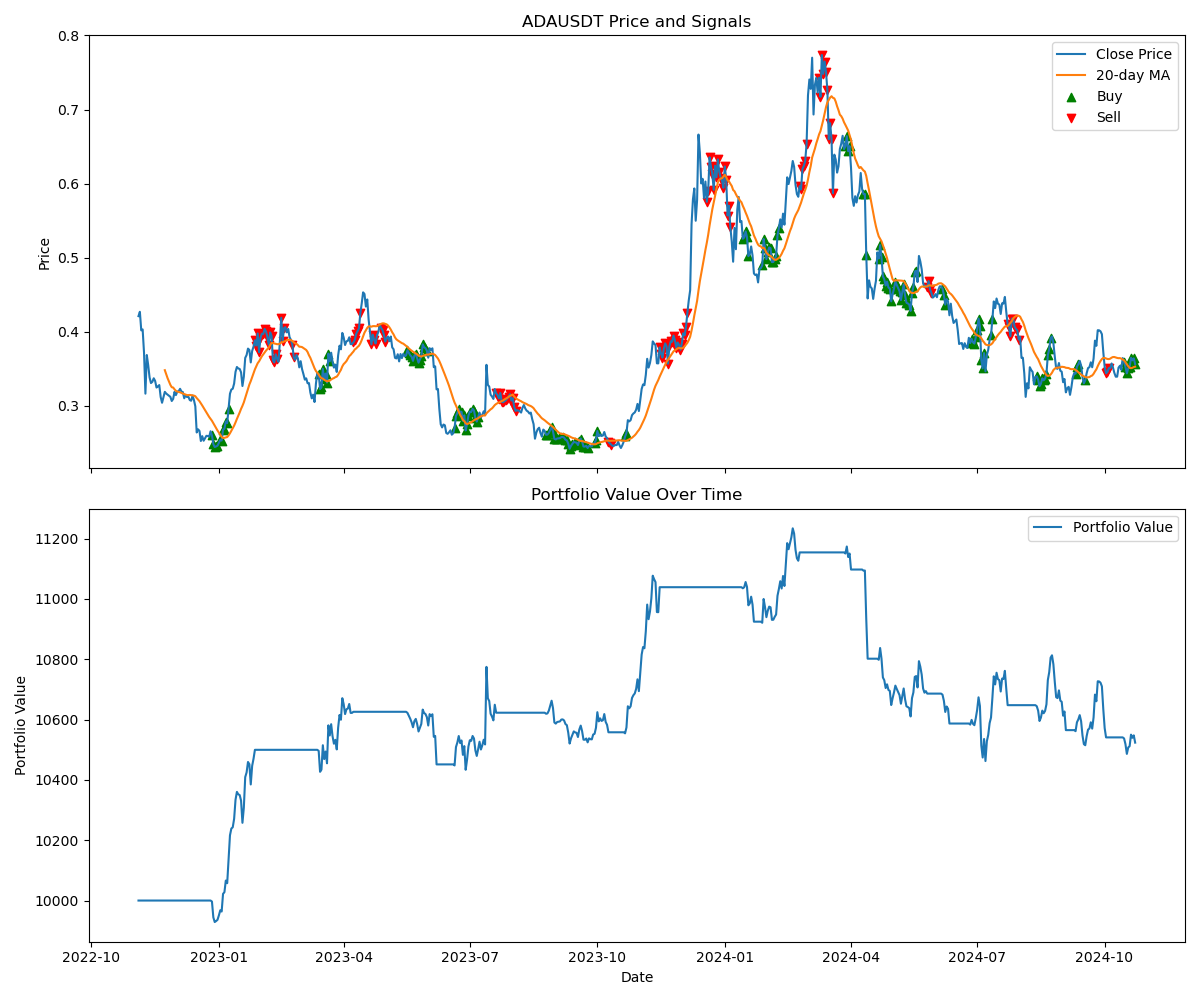 ADAUSDT Price and Signals
Price
0.8
0.7
0.6
0.5
0.4
0.3
Close Price
20-day MA
Buy
Sell
Portfolio Value Over Time
Portfolio Value
11200
11000
10800
10600
10400
10200
10000
Portfolio Value
2022-10
2023-01
2023-04
2023-07
2023-10
2024-01
2024-04
2024-07
2024-10
Date